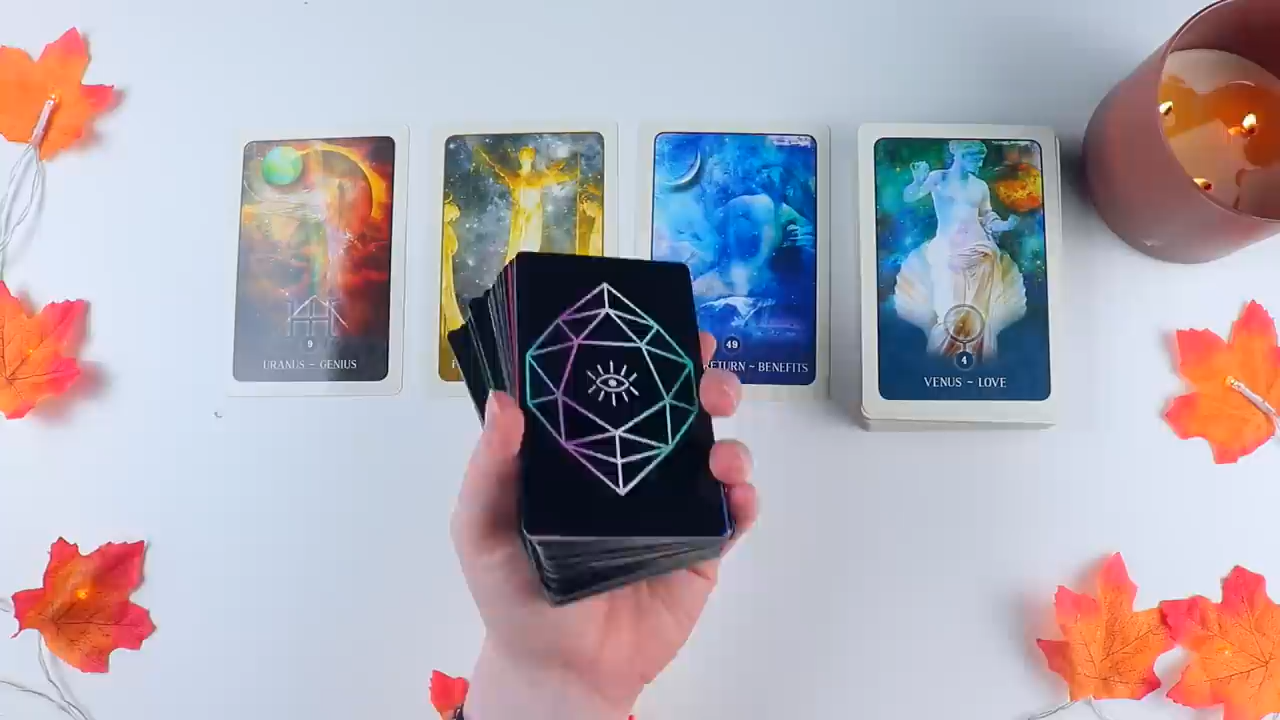 9
URANUS ~ GENIUS
F
49
RETURN ~ BENEFITS
4
VENUS ~ LOVE